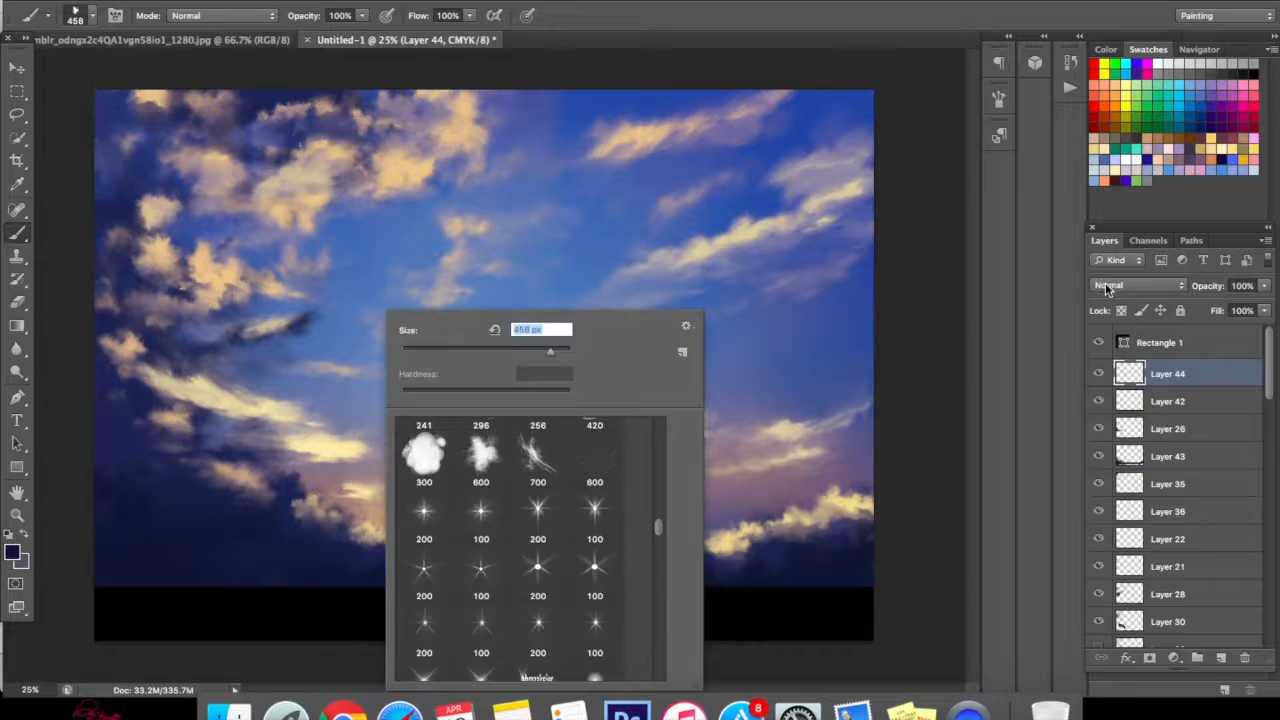 458 Mode: Normal Opacity: 100% Flow: 100% Painting
mblr_odngx2c4QA1vgnS8io1_1280.jpg @ 66.7% (RGB/8) × Untitled-1 @ 25% (Layer 44, CMYK/8) *
Color Swatches Navigator
Layers Channels Paths
Kind
Normal Opacity: 100%
Lock: Fill: 100%
Rectangle 1
Layer 44
Layer 42
Layer 26
Layer 43
Layer 35
Layer 36
Layer 22
Layer 21
Layer 28
Layer 30
Size: 458 px
Hardness:
241 296 256 420
300 600 700 600
200 100 200 100
200 100 200 100
200 100 200 100
25% Doc: 33.2M/335.7M
APR
8
Ps